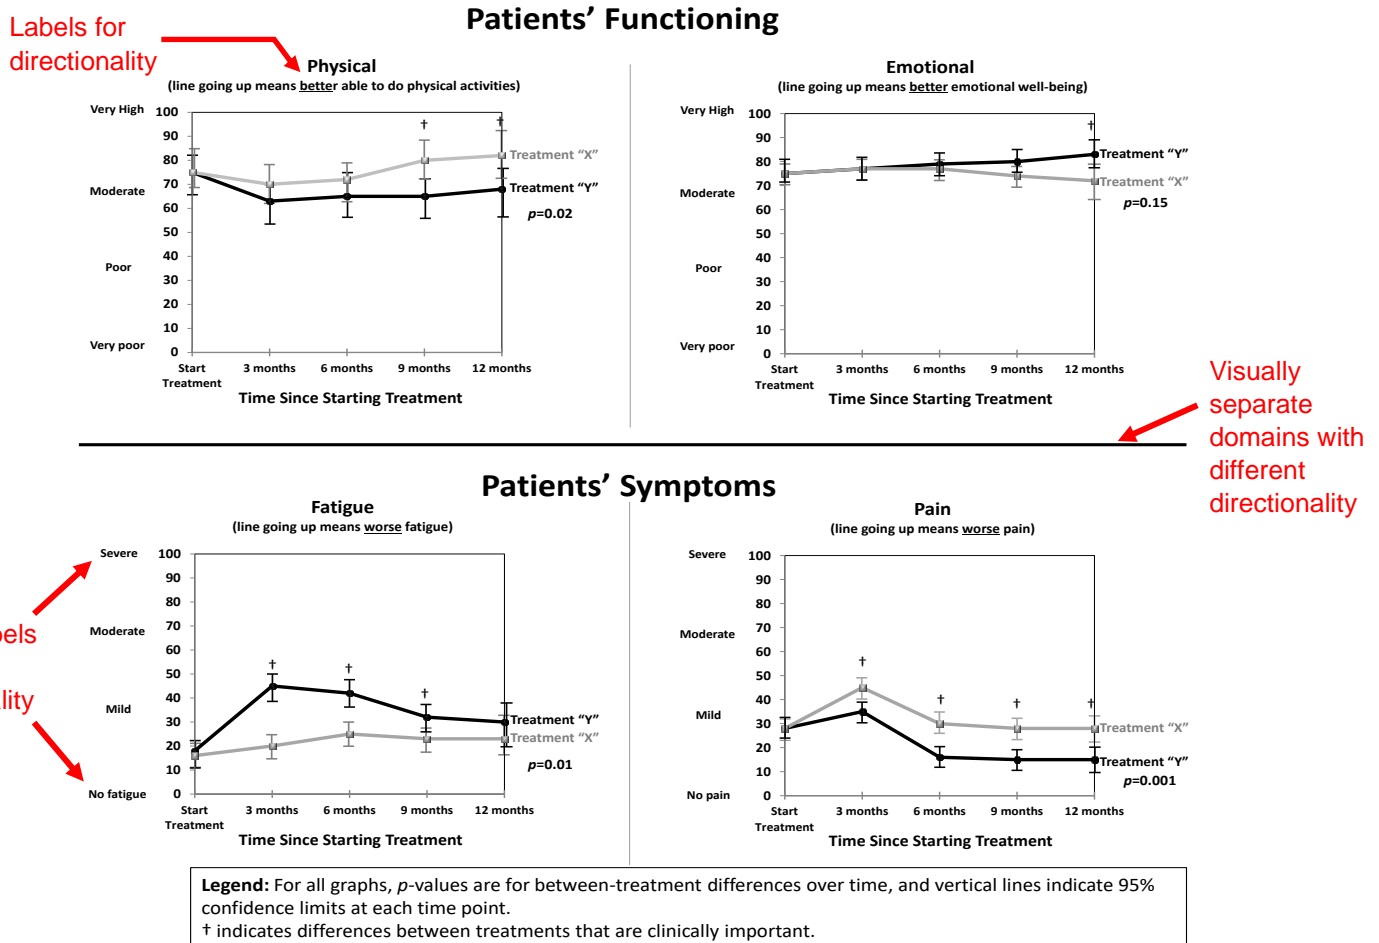 Patients' Functioning
Labels for
directionality
Physical
(line going up means better able to do physical activities)
Very High
Moderate
Poor
Very poor
100
90
80
70
60
50
40
30
20
10
0
†
†
Treatment "X"
Treatment "Y"
p=0.02
Start
Treatment
3 months
6 months
9 months
12 months
Time Since Starting Treatment
Emotional
(line going up means better emotional well-being)
Very High
Moderate
Poor
Very poor
100
90
80
70
60
50
40
30
20
10
0
†
Treatment "Y"
Treatment "X"
p=0.15
Start
Treatment
3 months
6 months
9 months
12 months
Time Since Starting Treatment
Visually
separate
domains with
different
directionality
Patients' Symptoms
Fatigue
(line going up means worse fatigue)
Severe
Moderate
Mild
No fatigue
100
90
80
70
60
50
40
30
20
10
0
†
†
†
Treatment "Y"
Treatment "X"
p=0.01
Start
Treatment
3 months
6 months
9 months
12 months
Time Since Starting Treatment
Pain
(line going up means worse pain)
Severe
Moderate
Mild
No pain
100
90
80
70
60
50
40
30
20
10
0
†
†
†
†
Treatment "X"
Treatment "Y"
p=0.001
Start
Treatment
3 months
6 months
9 months
12 months
Time Since Starting Treatment
Legend: For all graphs, p-values are for between-treatment differences over time, and vertical lines indicate 95%
confidence limits at each time point.
† indicates differences between treatments that are clinically important.